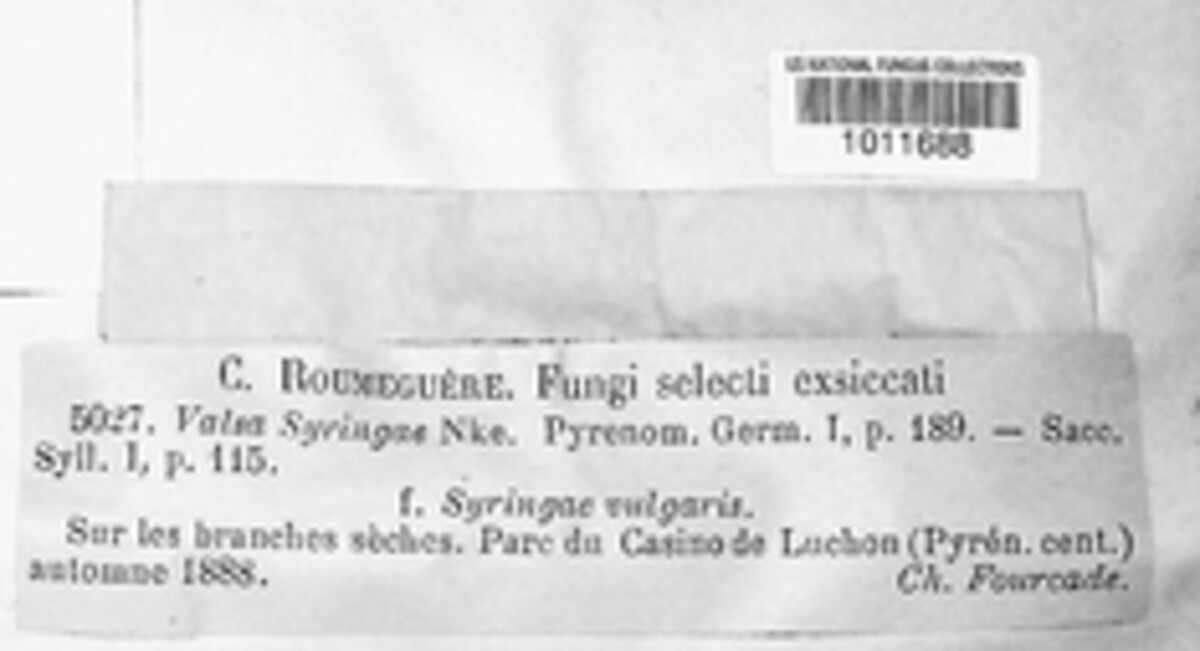 US NATIONAL FUNGUS COLLECTIONS
1011688
C. ROUMEGUÈRE. Fungi selecti exsiccati
5027. Valsa Syringae Nke. Pyrenom. Germ. I, p. 189. — Sacc.
Syll. I, p. 115.
f. Syringae vulgaris.
Sur les branches sèches. Parc du Casino de Luchon (Pyrén. cent.)
automne 1888.
Ch. Fourcade.